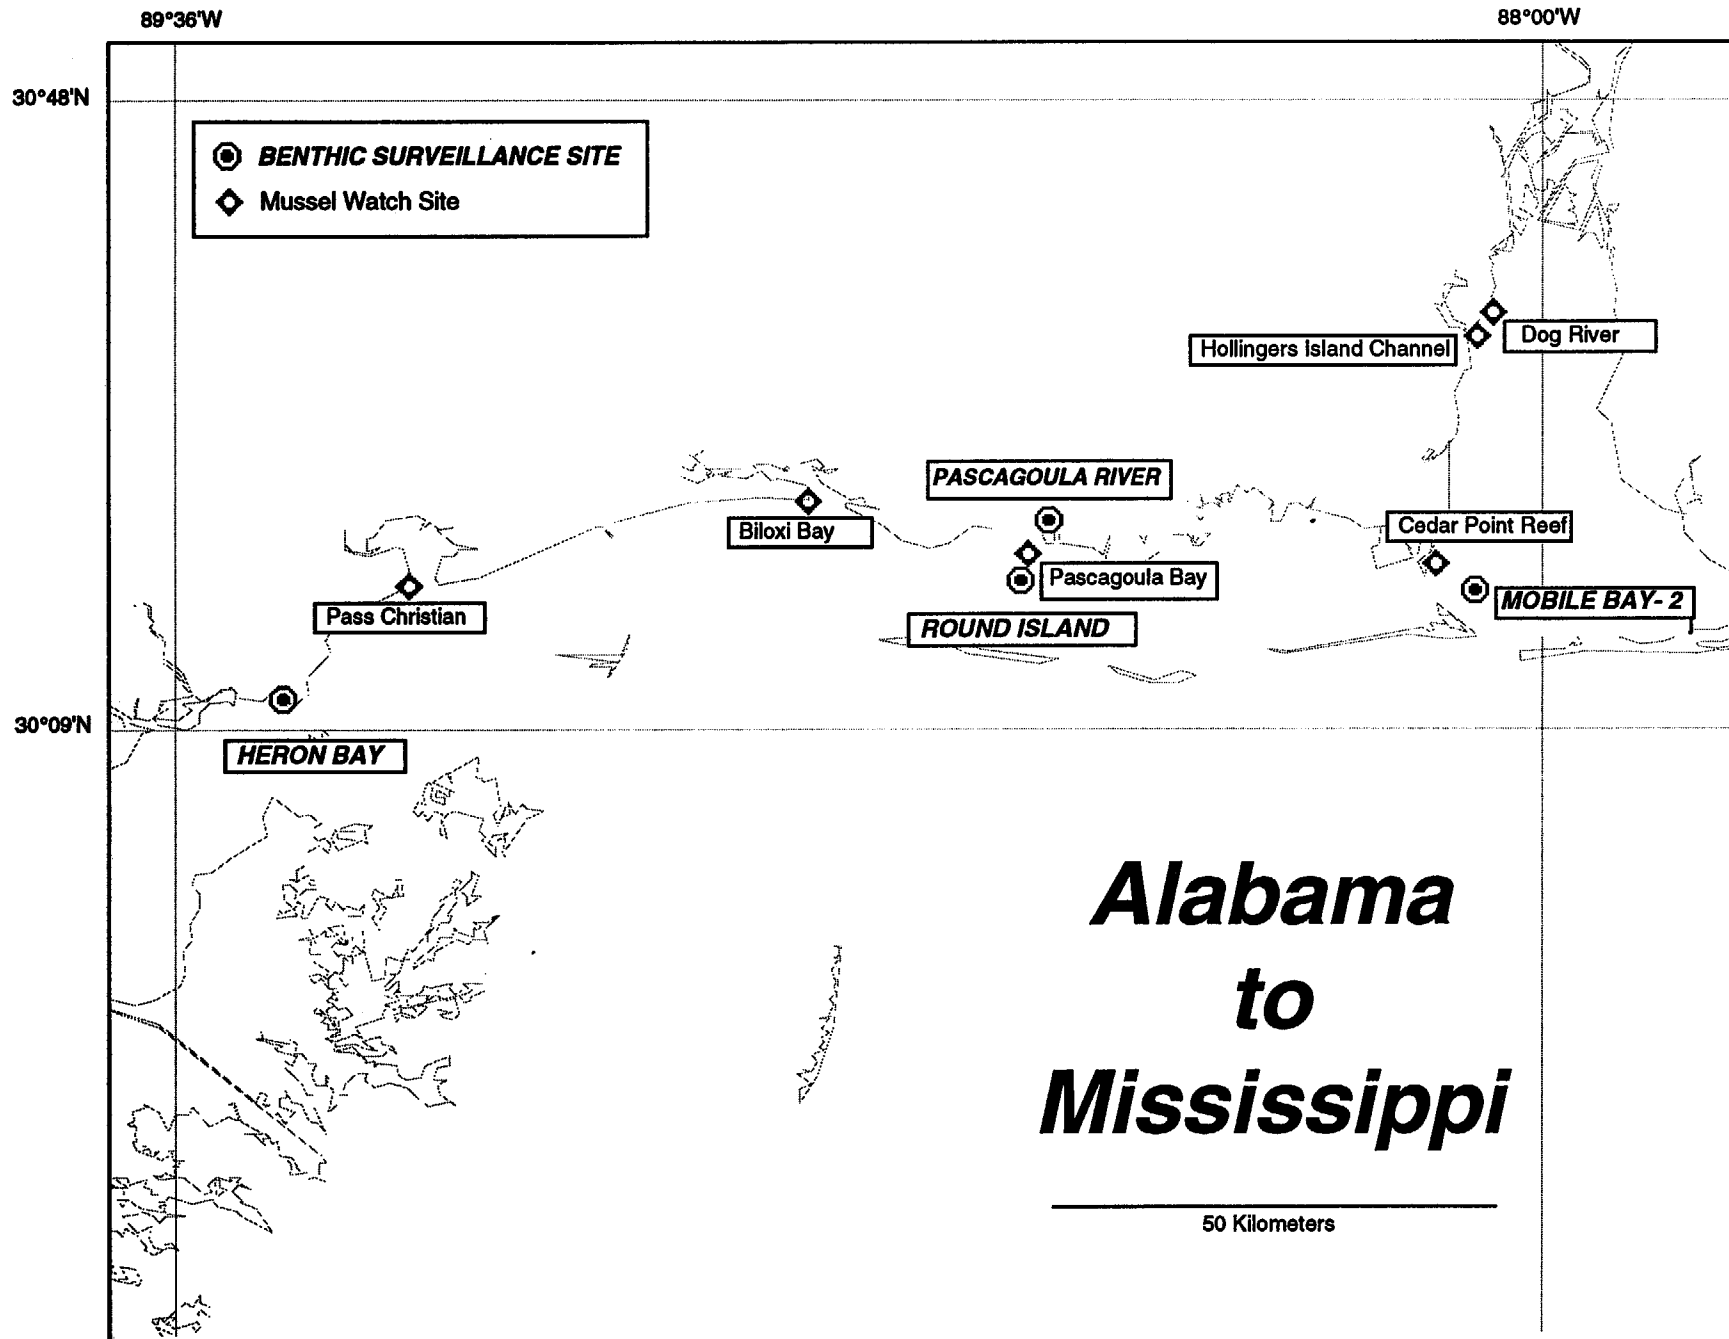 89°36'W
88°00'W
30°48'N
BENTHIC SURVEILLANCE SITE
Mussel Watch Site
Hollingers Island Channel
Dog River
PASCAGOULA RIVER
Biloxi Bay
Cedar Point Reef
Pascagoula Bay
Pass Christian
MOBILE BAY- 2
ROUND ISLAND
30°09'N
HERON BAY
Alabama
to
Mississippi
50 Kilometers